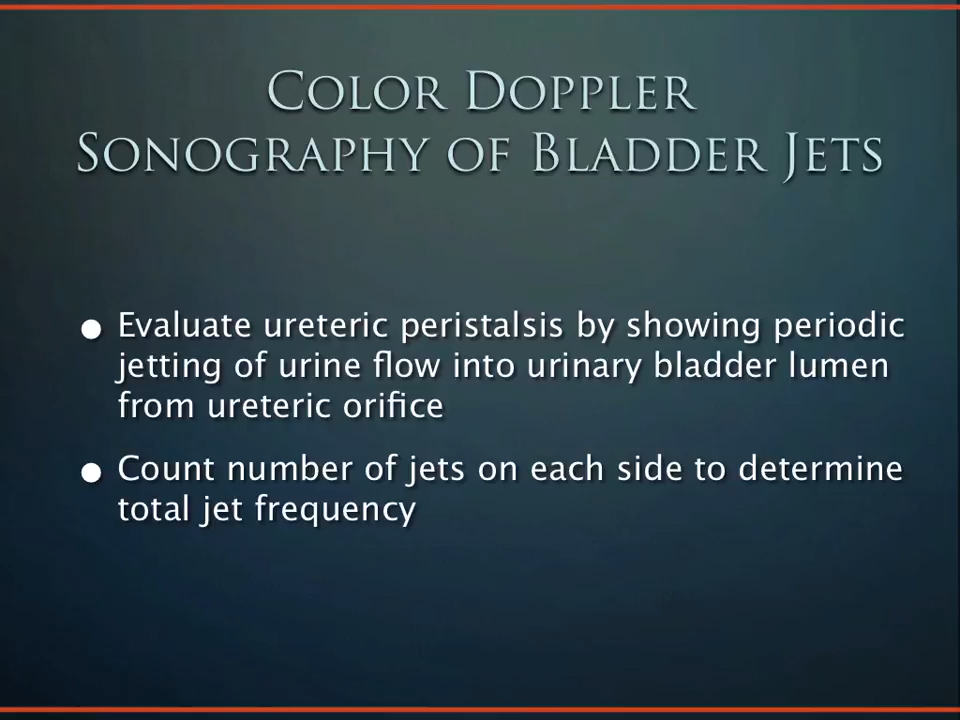 Color Doppler
Sonography of Bladder Jets
• Evaluate ureteric peristalsis by showing periodic
jetting of urine flow into urinary bladder lumen
from ureteric orifice
• Count number of jets on each side to determine
total jet frequency